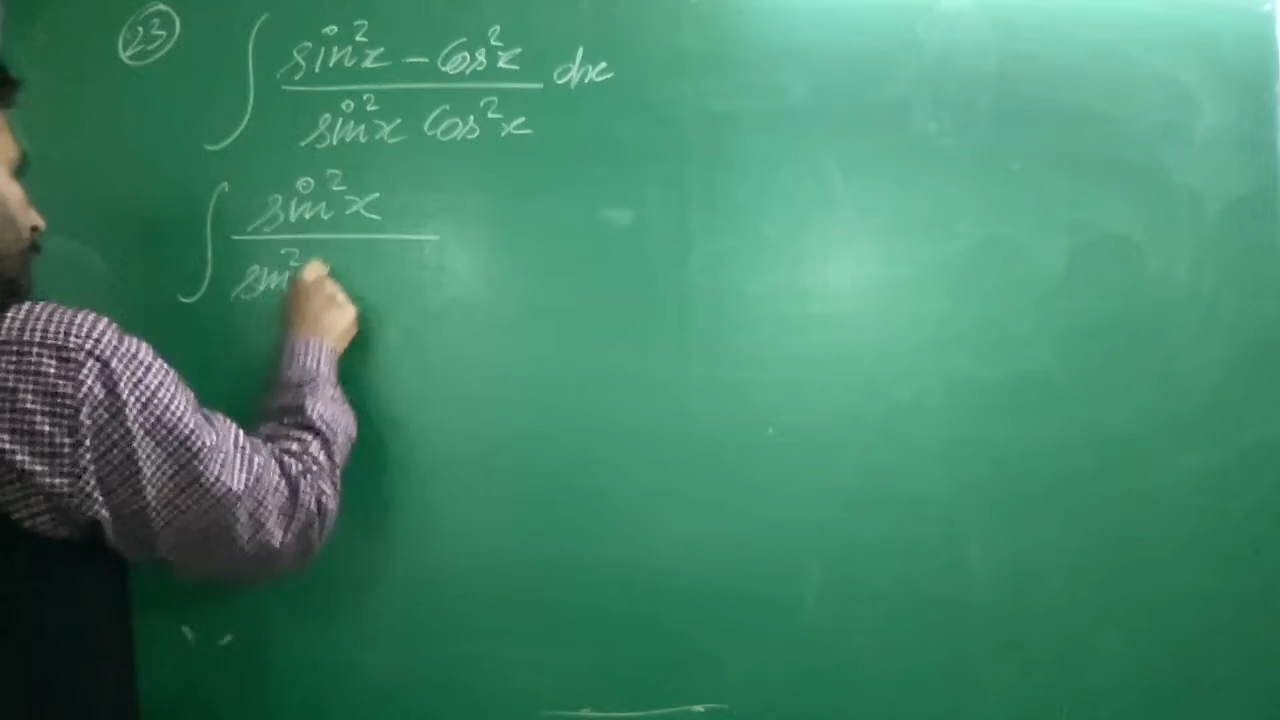 (23) ∫ (sin²x - Cos²x)/(sin²x Cos²x) dx
∫ (sin²x)/(sin²